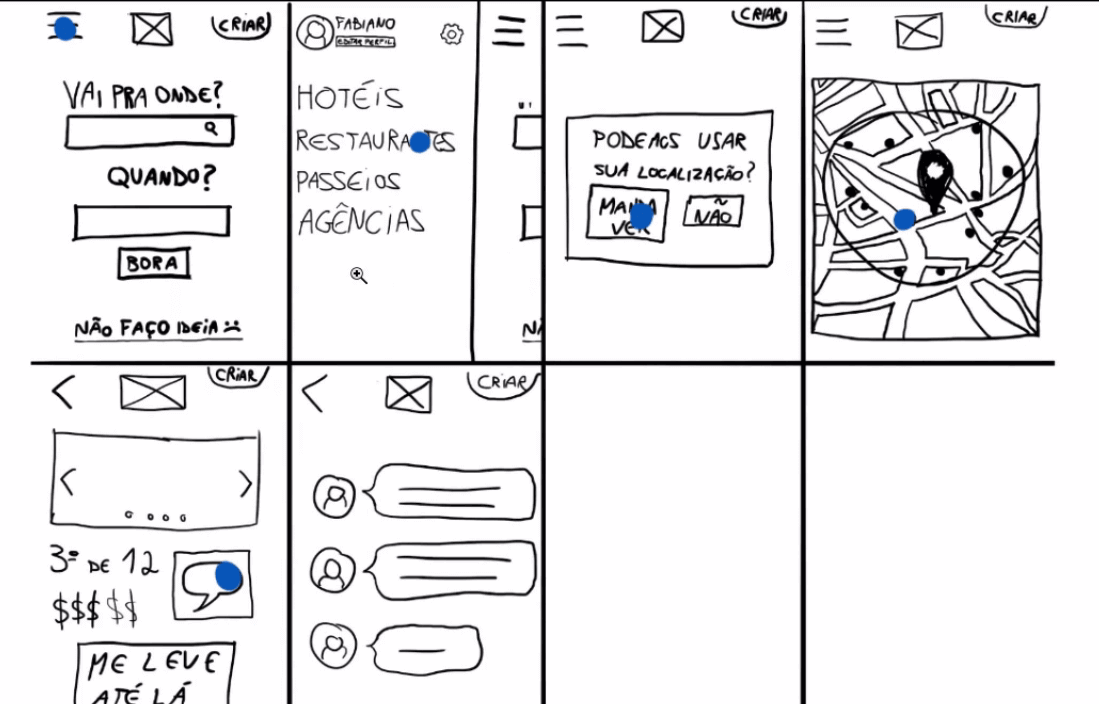 CRIAR
VAI PRA ONDE?
QUANDO?
BORA
NÃO FAÇO IDEIA :(
FABIANO
EDITAR PERFIL
HOTÉIS
RESTAURANTES
PASSEIOS
AGÊNCIAS
NÃ
CRIAR
PODEMOS USAR
SUA LOCALIZAÇÃO?
MANDA
VER
NÃO
CRIAR
CRIAR
3º DE 12
$$$$$
ME LEVE
ATÉ LÁ
CRIAR